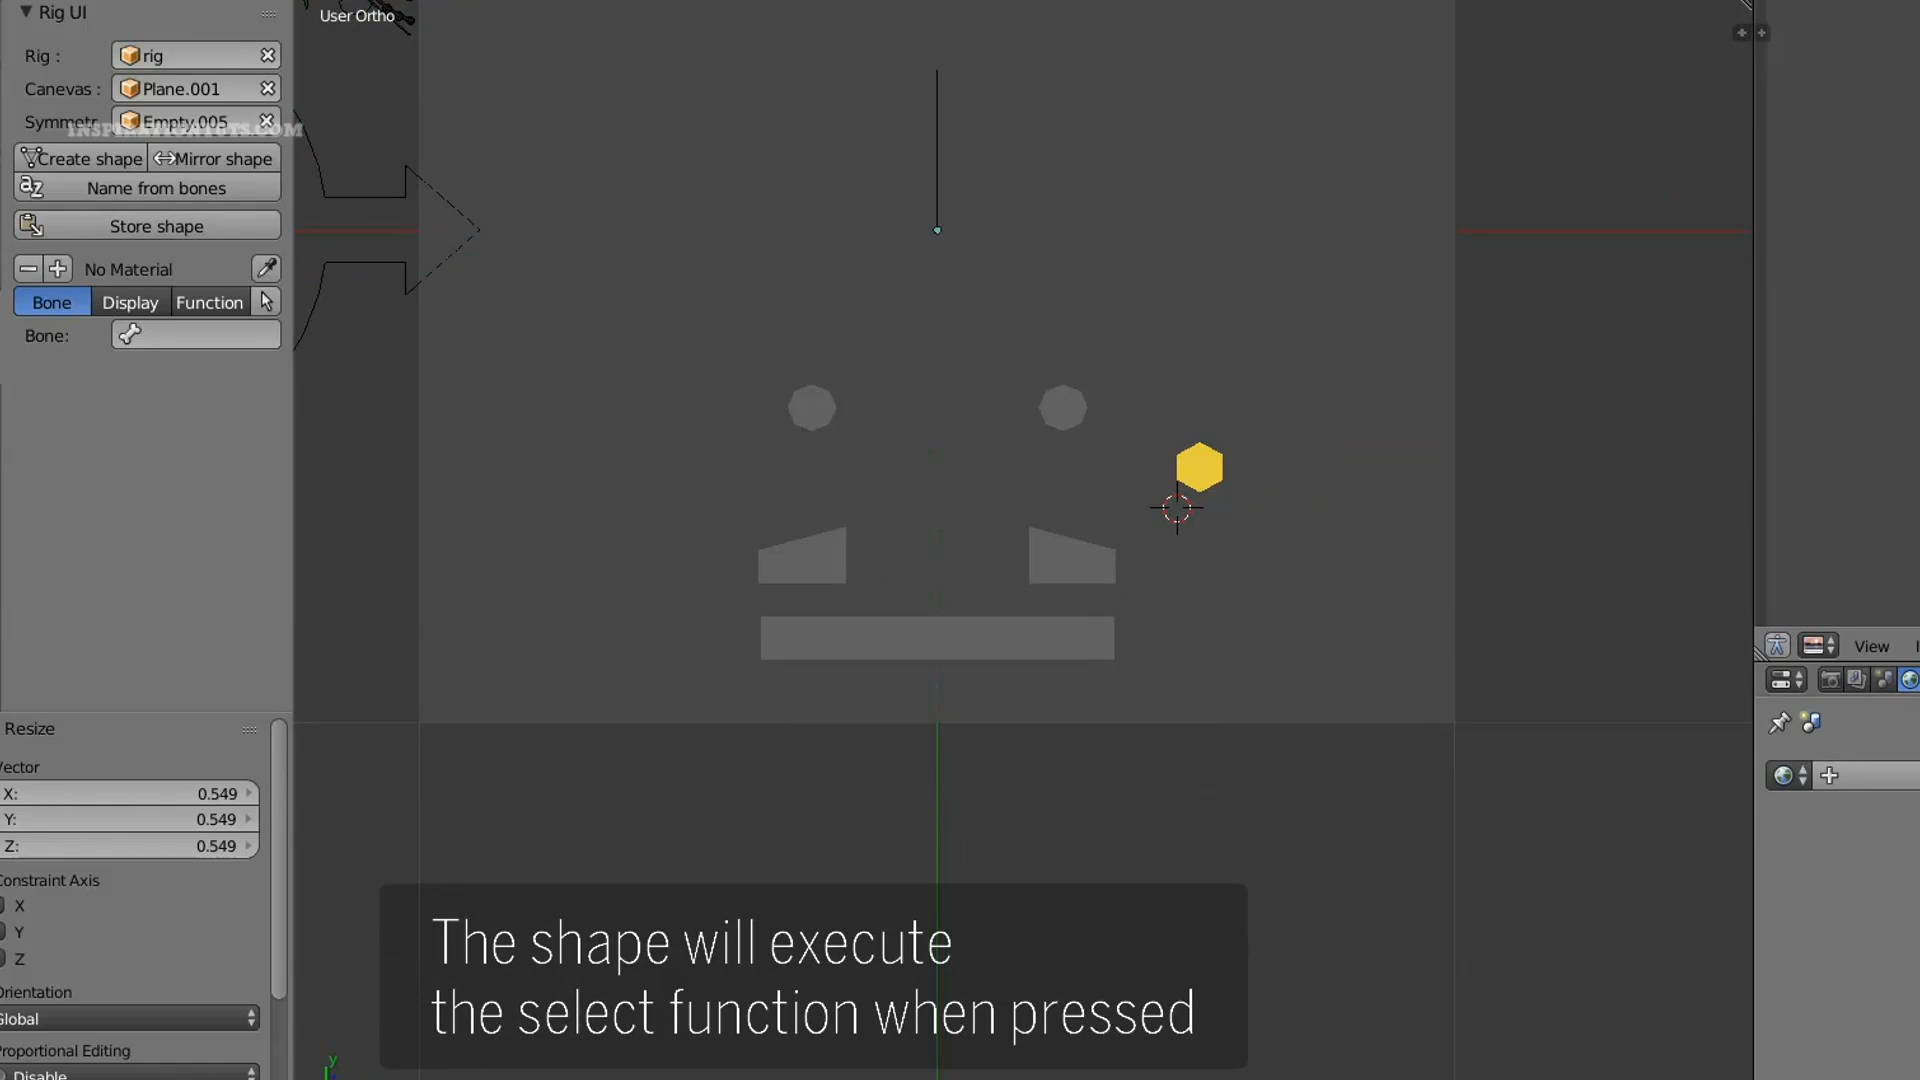 Rig UI
User Ortho
Rig :
rig
Canevas :
Plane.001
Symmetr
Empty.005
Create shape
Mirror shape
Name from bones
Store shape
No Material
Bone
Display
Function
Bone:
View
Resize
Vector
X:
0.549
Y:
0.549
Z:
0.549
Constraint Axis
X
Y
Z
Orientation
Global
Proportional Editing
Disable
y
The shape will execute
the select function when pressed